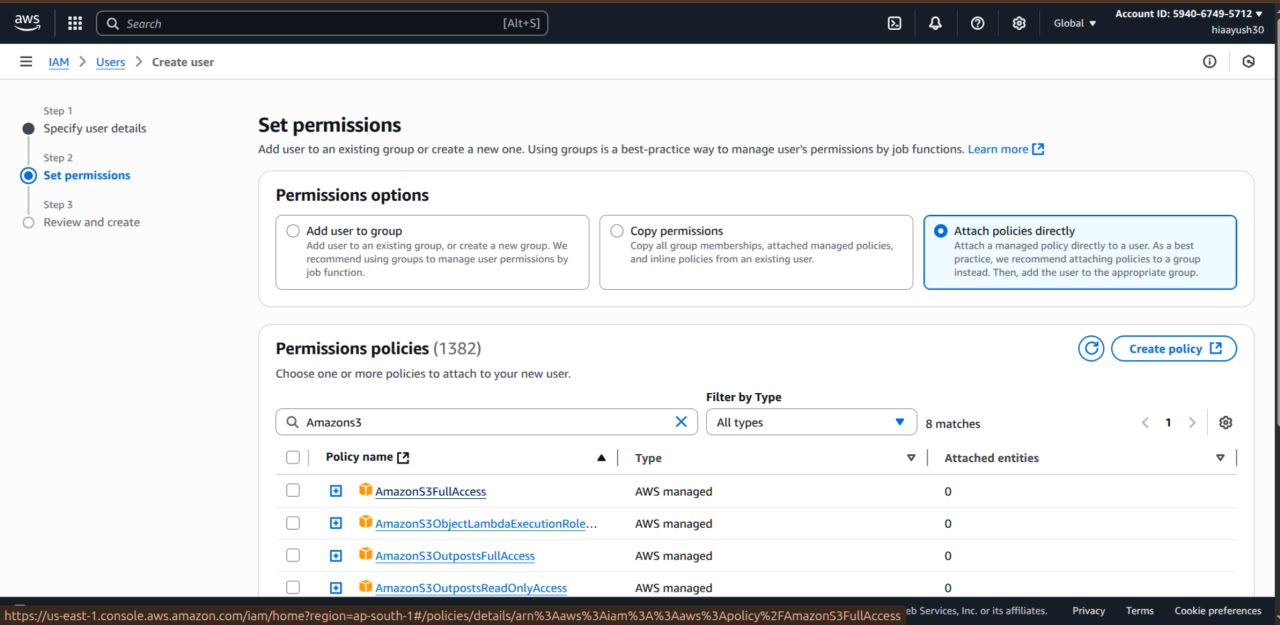 aws
Search [Alt+S]
Global
Account ID: 5940-6749-5712
hiaayush30
IAM > Users > Create user
Step 1
Specify user details
Step 2
Set permissions
Step 3
Review and create
Set permissions
Add user to an existing group or create a new one. Using groups is a best-practice way to manage user's permissions by job functions. Learn more
Permissions options
Add user to group
Add user to an existing group, or create a new group. We
recommend using groups to manage user permissions by
job function.
Copy permissions
Copy all group memberships, attached managed policies,
and inline policies from an existing user.
Attach policies directly
Attach a managed policy directly to a user. As a best
practice, we recommend attaching policies to a group
instead. Then, add the user to the appropriate group.
Permissions policies (1382)
Create policy
Choose one or more policies to attach to your new user.
Filter by Type
Amazons3
All types
8 matches
1
Policy name Type Attached entities
AmazonS3FullAccess AWS managed 0
AmazonS3ObjectLambdaExecutionRole... AWS managed 0
AmazonS3OutpostsFullAccess AWS managed 0
AmazonS3OutpostsReadOnlyAccess AWS managed 0
https://us-east-1.console.aws.amazon.com/iam/home?region=ap-south-1#/policies/details/arn%3Aaws%3Aiam%3A%3Aaws%3Apolicy%2FAmazonS3FullAccess
eb Services, Inc. or its affiliates. Privacy Terms Cookie preferences